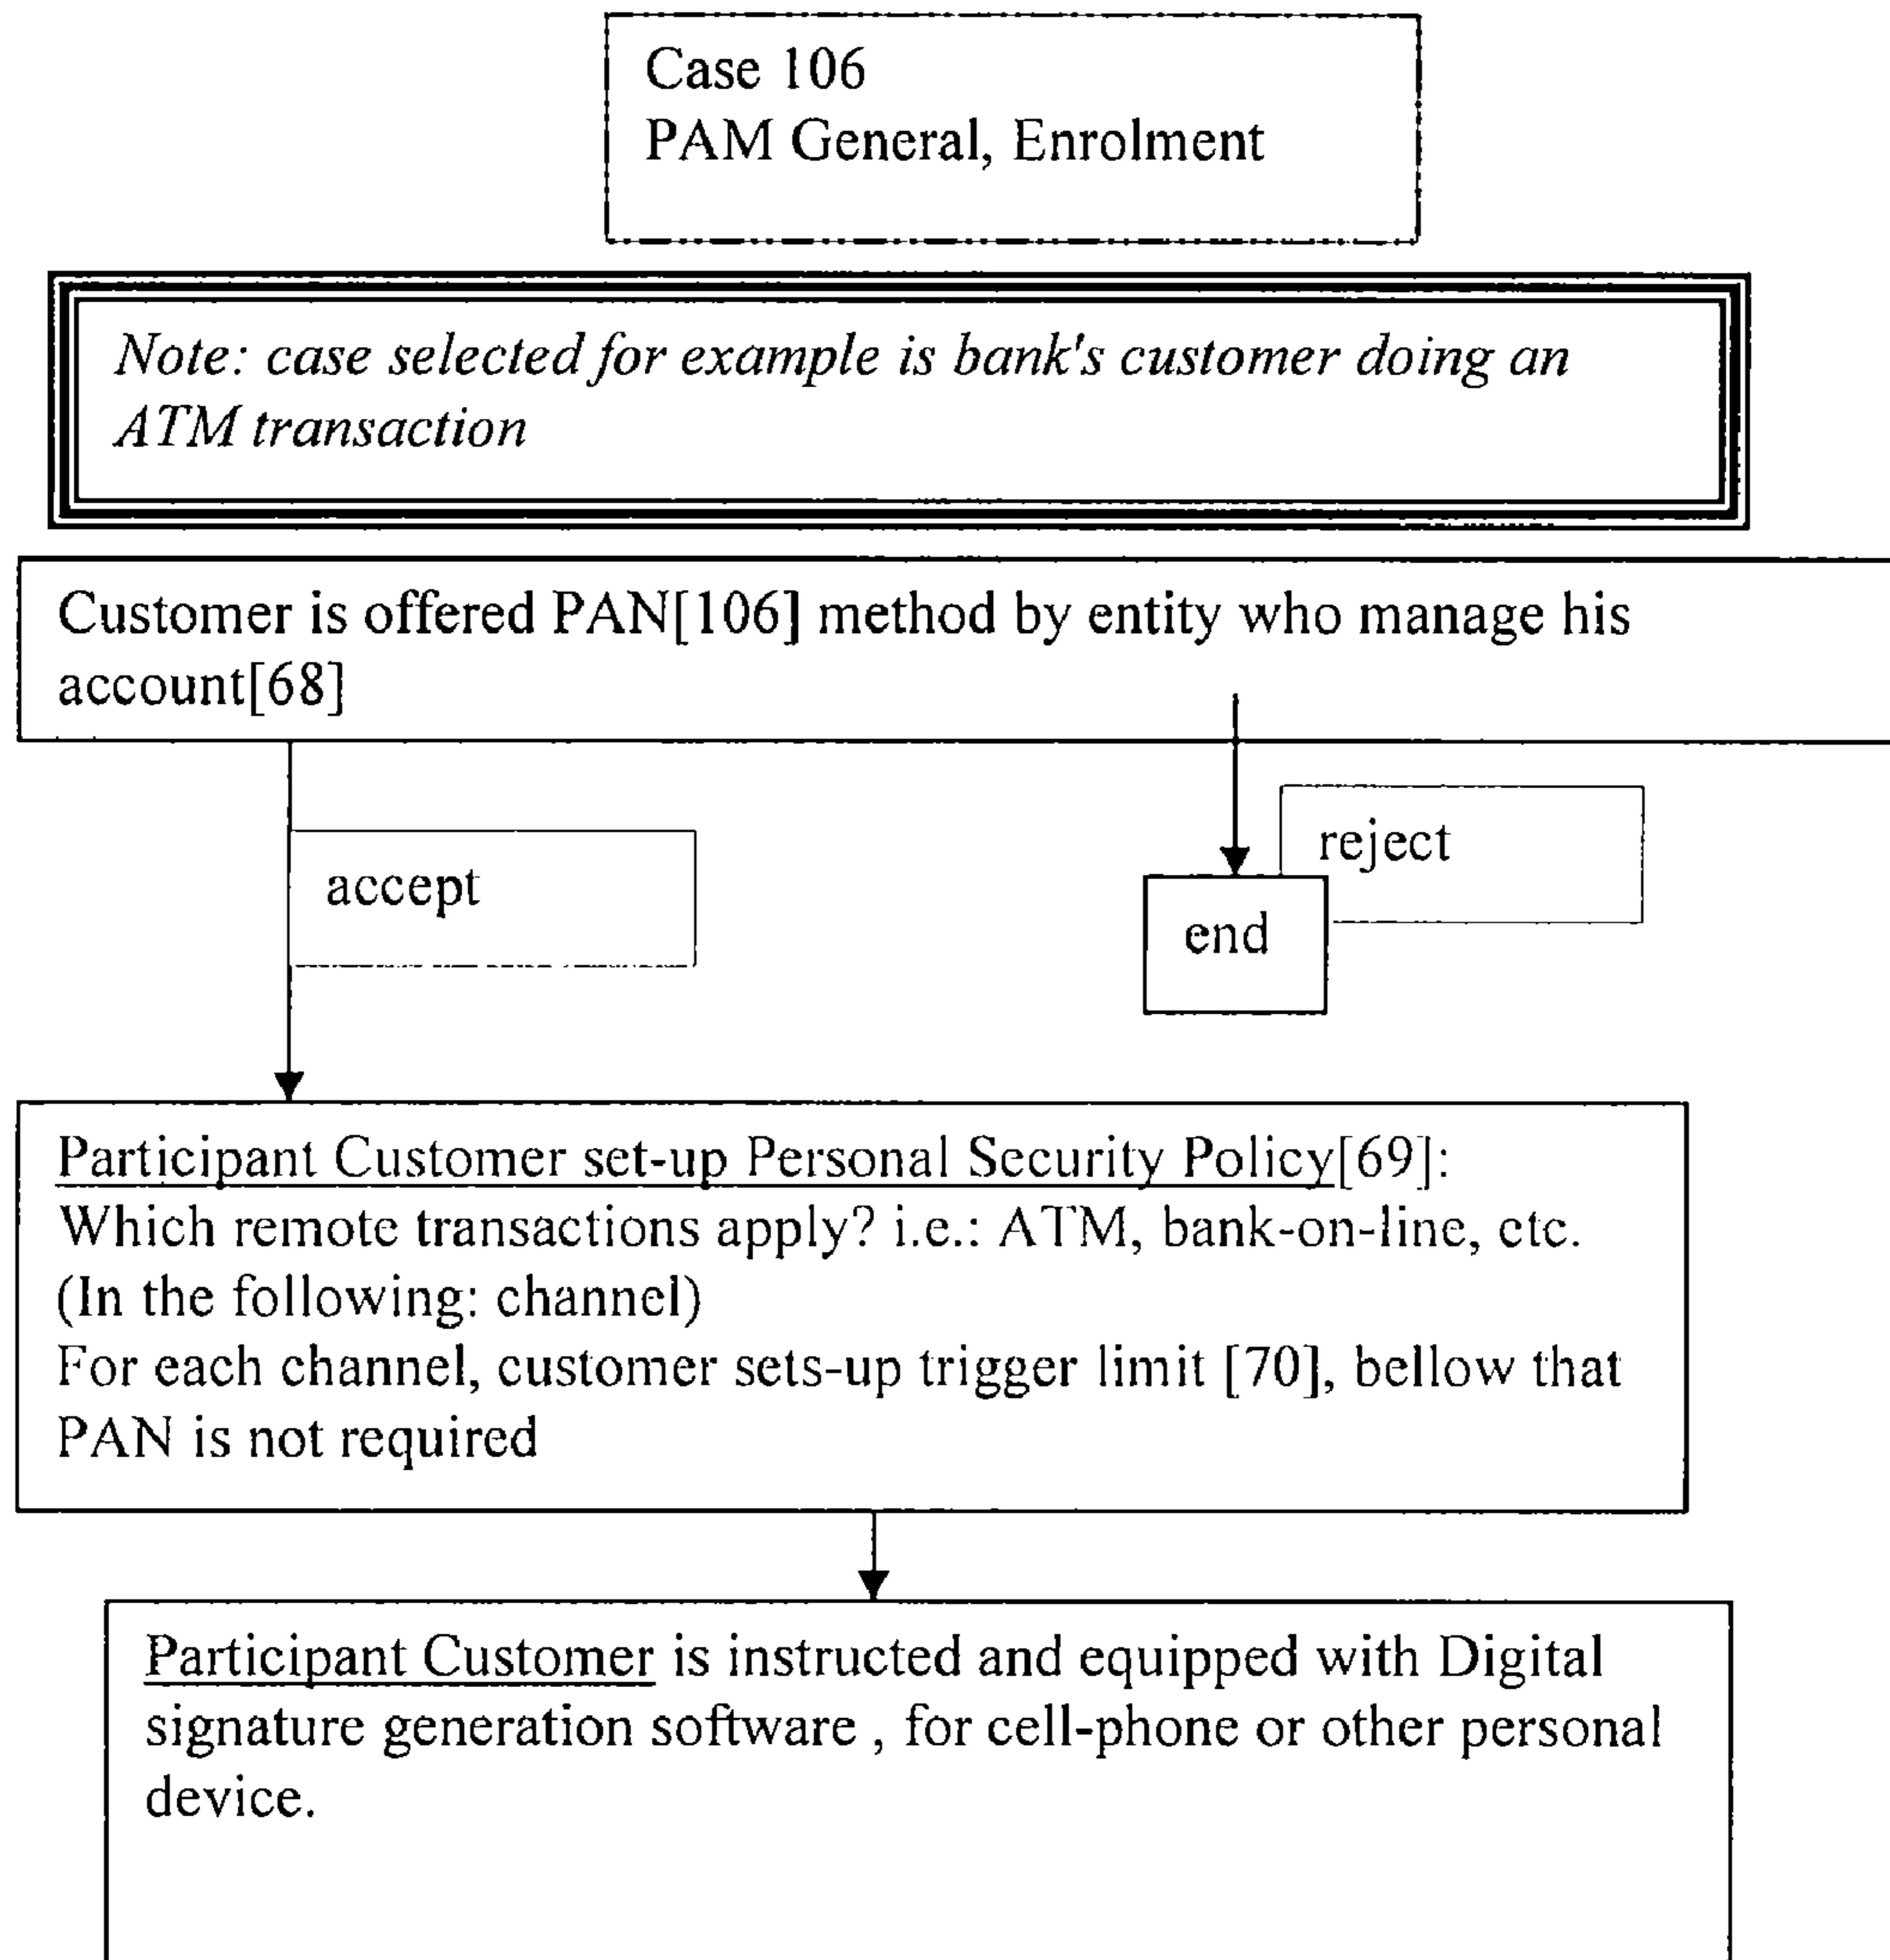 Case 106
PAM General, Enrolment
Note: case selected for example is bank's customer doing an
ATM transaction
Customer is offered PAN[106] method by entity who manage his
account[68]
reject
accept
end
Participant Customer set-up Personal Security Policy[69]:
Which remote transactions apply? i.e.: ATM, bank-on-line, etc.
(In the following: channel)
For each channel, customer sets-up trigger limit [70], bellow that
PAN is not required
Participant Customer is instructed and equipped with Digital
signature generation software , for cell-phone or other personal
device.